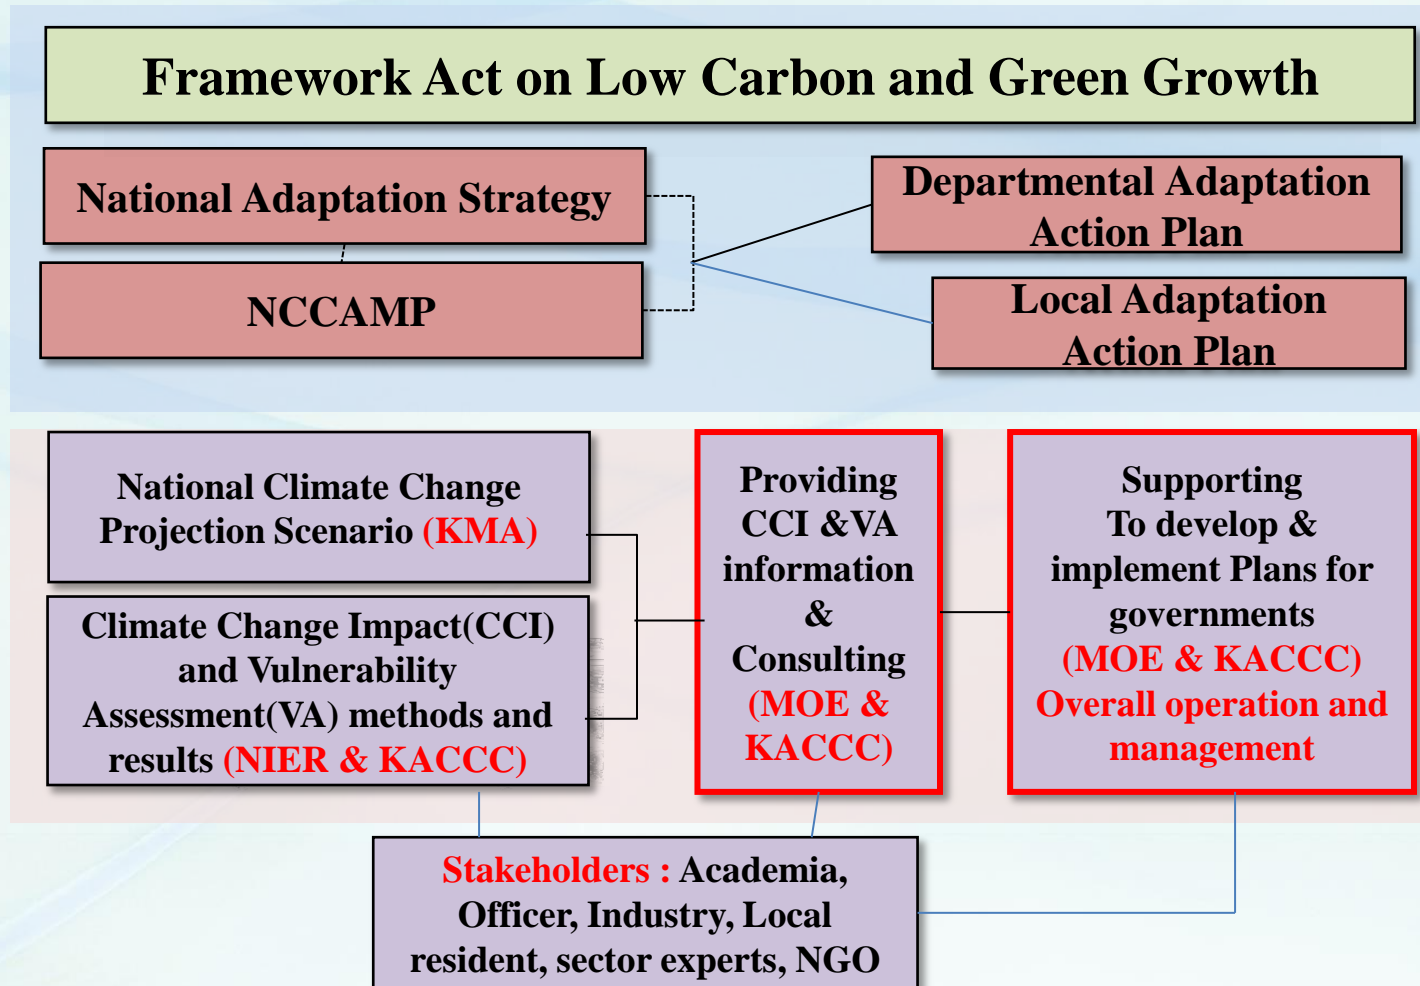 Framework Act on Low Carbon and Green Growth
National Adaptation Strategy
NCCAMP
Departmental Adaptation
Action Plan
Local Adaptation
Action Plan
National Climate Change
Projection Scenario (KMA)
Climate Change Impact(CCI)
and Vulnerability
Assessment(VA) methods and
results (NIER & KACCC)
Providing
CCI &VA
information
&
Consulting
(MOE &
KACCC)
Supporting
To develop &
implement Plans for
governments
(MOE & KACCC)
Overall operation and
management
Stakeholders : Academia,
Officer, Industry, Local
resident, sector experts, NGO